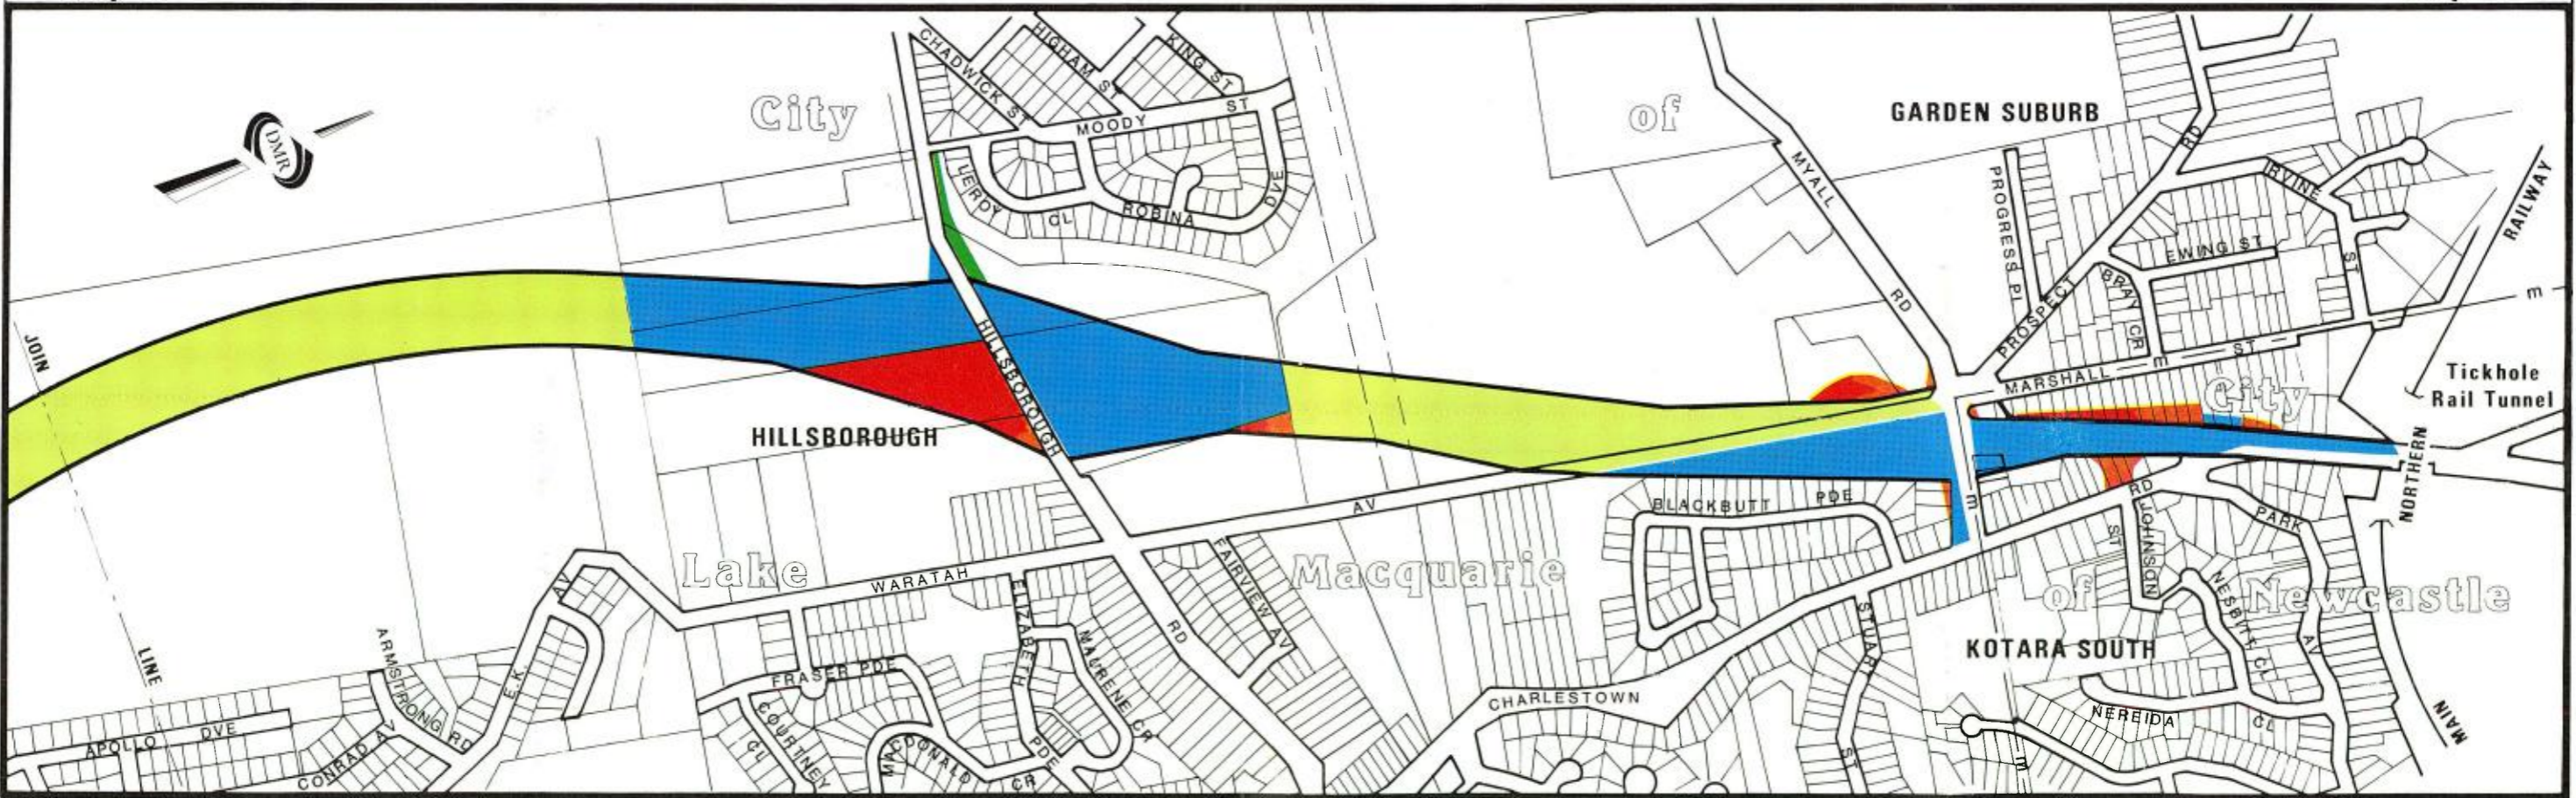 CHADWICK ST
HIGHAM ST
KING ST
MOODY ST
City
of
GARDEN SUBURB
RD
DMR
LEROY CL
ROBINA DVE
MYALL RD
PROGRESS PL
PROSPECT
IRVINE ST
EWING ST
BRAY CR
RAILWAY
m
JOIN
LINE
HILLSBOROUGH
HILLSBOROUGH
MARSHALL m ST
City
Tickhole
Rail Tunnel
NORTHERN
m
AV
BLACKBUTT PDE
RD
JOHNSON
ST
PARK
AV
Lake
WARATAH
Macquarie
of
Newcastle
FAIRVIEW AV
ELIZABETH
PDE
MAURENE CR
RD
STUART
ST
NESBITT CL
KOTARA SOUTH
ARMSTRONG RD
E.K. AV
FRASER PDE
COURTNEY
CL
MACDONALD
CR
CHARLESTOWN
NEREIDA
CL
MAIN
m
APOLLO DVE
CONRAD AV